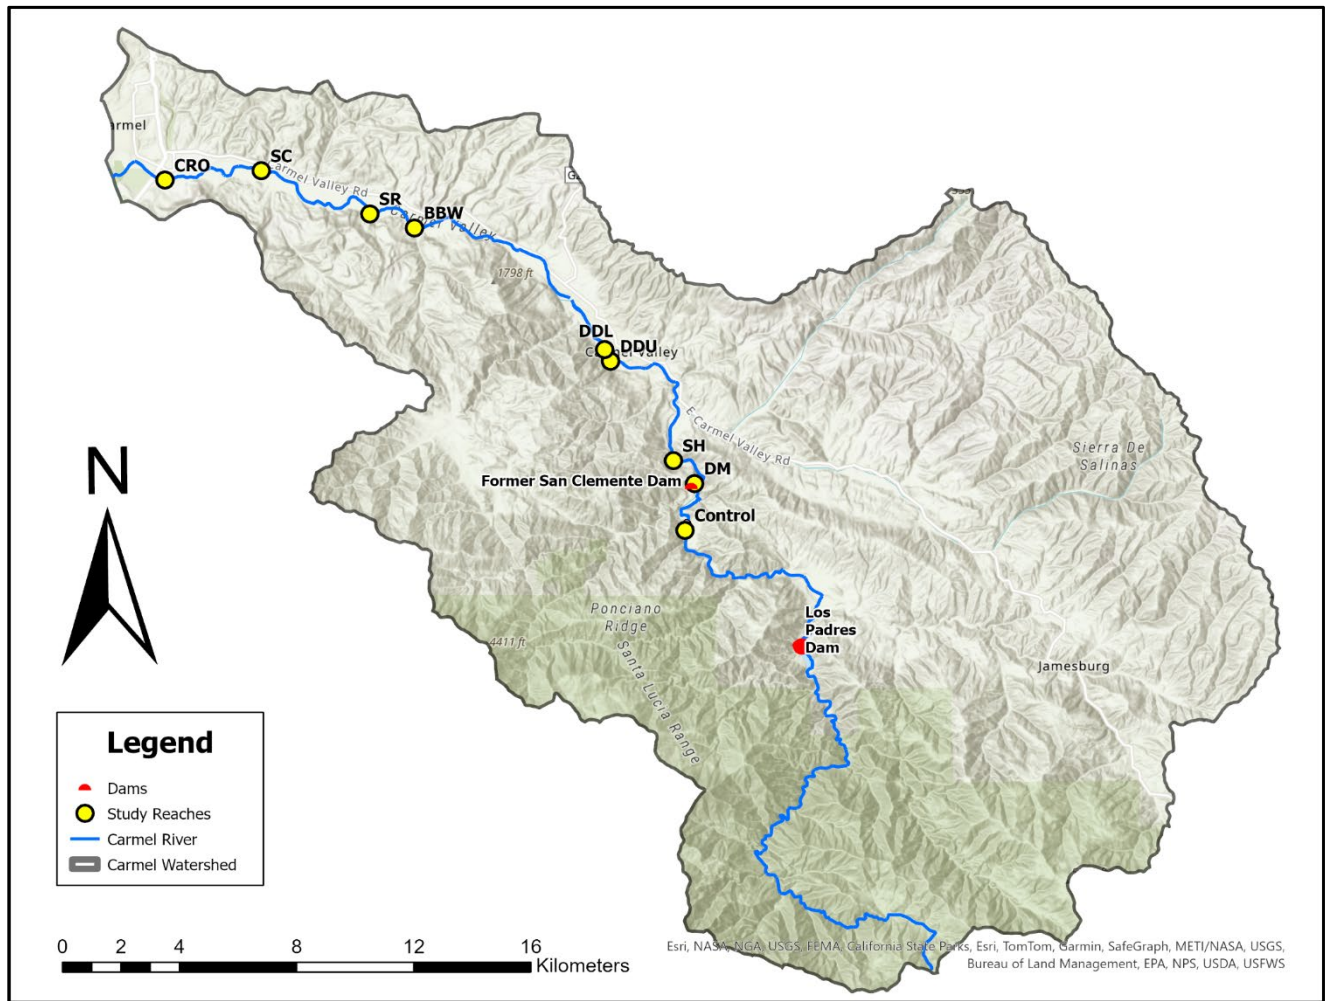 armel
CRO
SC
Carmel Valley Rd
SR
BBW
Carmel Valley
1798 ft
DDL
DDU
Carmel Valley
E Carmel Valley Rd
SH
DM
Former San Clemente Dam
Control
Sierra De
Salinas
Ponciano
Ridge
4411 ft
Santa Lucia Range
Los
Padres
Dam
Jamesburg
N
Legend
Dams
Study Reaches
Carmel River
Carmel Watershed
0 2 4 8 12 16
Kilometers
Esri, NASA, NGA, USGS, FEMA, California State Parks, Esri, TomTom, Garmin, SafeGraph, METI/NASA, USGS,
Bureau of Land Management, EPA, NPS, USDA, USFWS